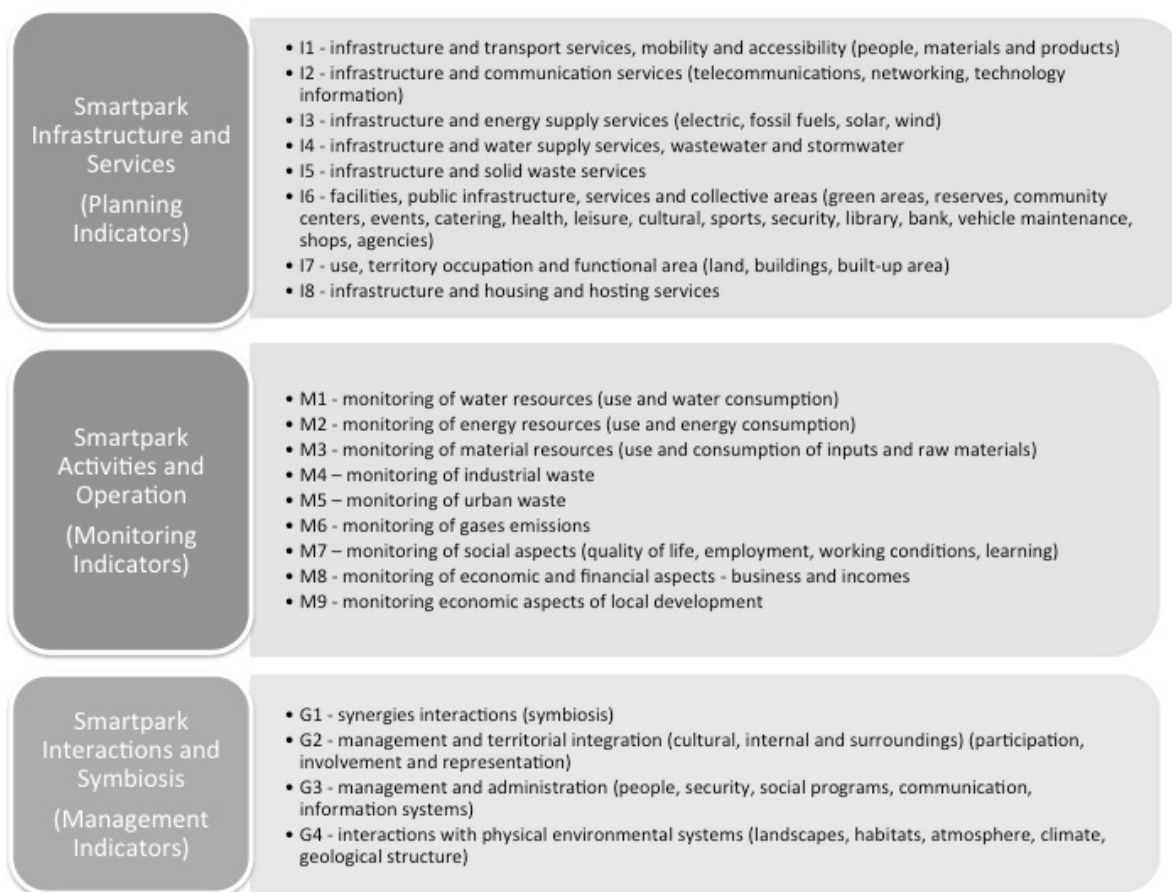 Smartpark
Infrastructure and
Services
(Planning
Indicators)
• I1 - infrastructure and transport services, mobility and accessibility (people, materials and products)
• I2 - infrastructure and communication services (telecommunications, networking, technology
information)
• I3 - infrastructure and energy supply services (electric, fossil fuels, solar, wind)
• I4 - infrastructure and water supply services, wastewater and stormwater
• I5 - infrastructure and solid waste services
• I6 - facilities, public infrastructure, services and collective areas (green areas, reserves, community
centers, events, catering, health, leisure, cultural, sports, security, library, bank, vehicle maintenance,
shops, agencies)
• I7 - use, territory occupation and functional area (land, buildings, built-up area)
• I8 - infrastructure and housing and hosting services
Smartpark
Activities and
Operation
(Monitoring
Indicators)
• M1 - monitoring of water resources (use and water consumption)
• M2 - monitoring of energy resources (use and energy consumption)
• M3 - monitoring of material resources (use and consumption of inputs and raw materials)
• M4 – monitoring of industrial waste
• M5 – monitoring of urban waste
• M6 - monitoring of gases emissions
• M7 – monitoring of social aspects (quality of life, employment, working conditions, learning)
• M8 - monitoring of economic and financial aspects - business and incomes
• M9 - monitoring economic aspects of local development
Smartpark
Interactions and
Symbiosis
(Management
Indicators)
• G1 - synergies interactions (symbiosis)
• G2 - management and territorial integration (cultural, internal and surroundings) (participation,
involvement and representation)
• G3 - management and administration (people, security, social programs, communication,
information systems)
• G4 - interactions with physical environmental systems (landscapes, habitats, atmosphere, climate,
geological structure)